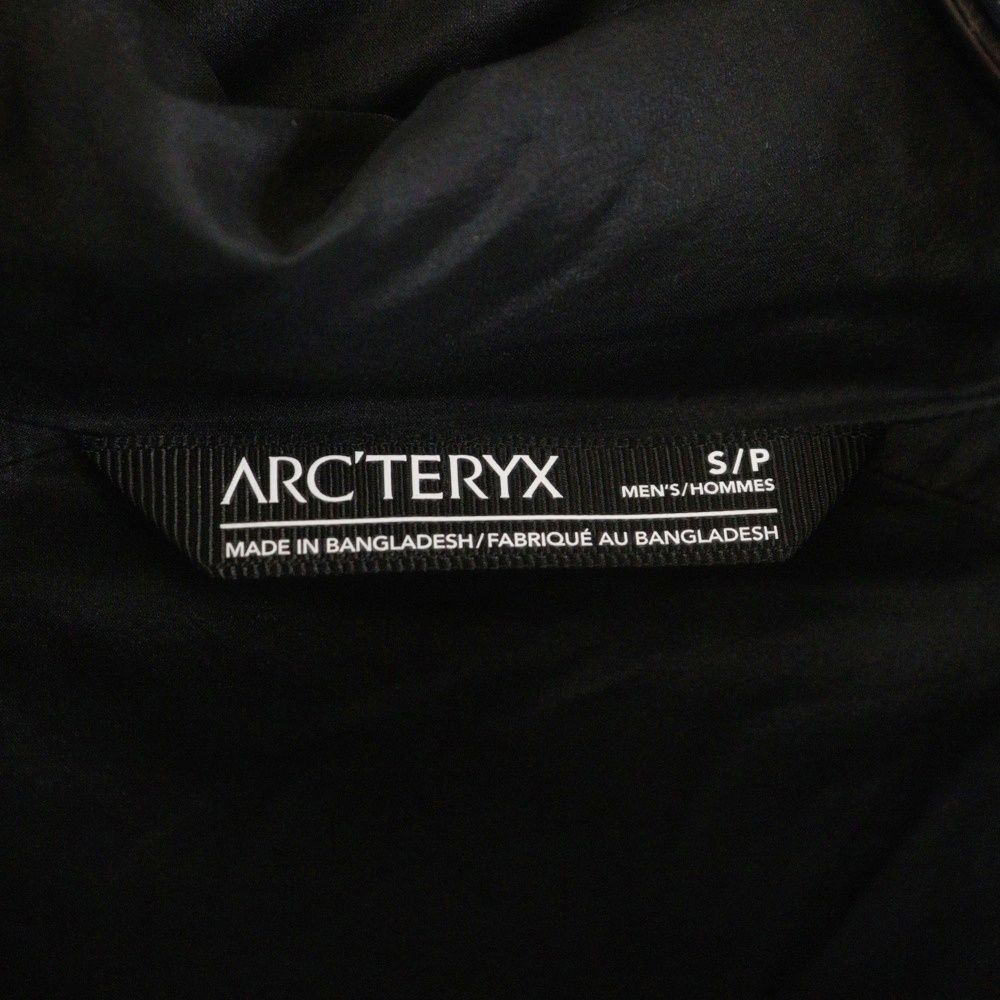 ARC'TERYX
S/P
MEN'S/HOMMES
MADE IN BANGLADESH/FABRIQUÉ AU BANGLADESH